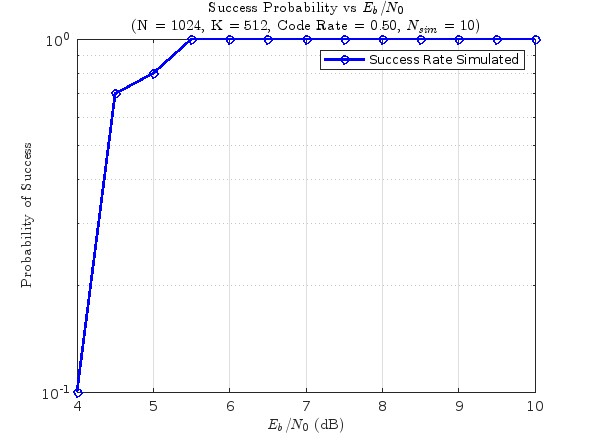 Success Probability vs E_b/N_0
(N = 1024, K = 512, Code Rate = 0.50, N_sim = 10)
10^0
Success Rate Simulated
Probability of Success
10^-1
4 5 6 7 8 9 10
E_b/N_0 (dB)